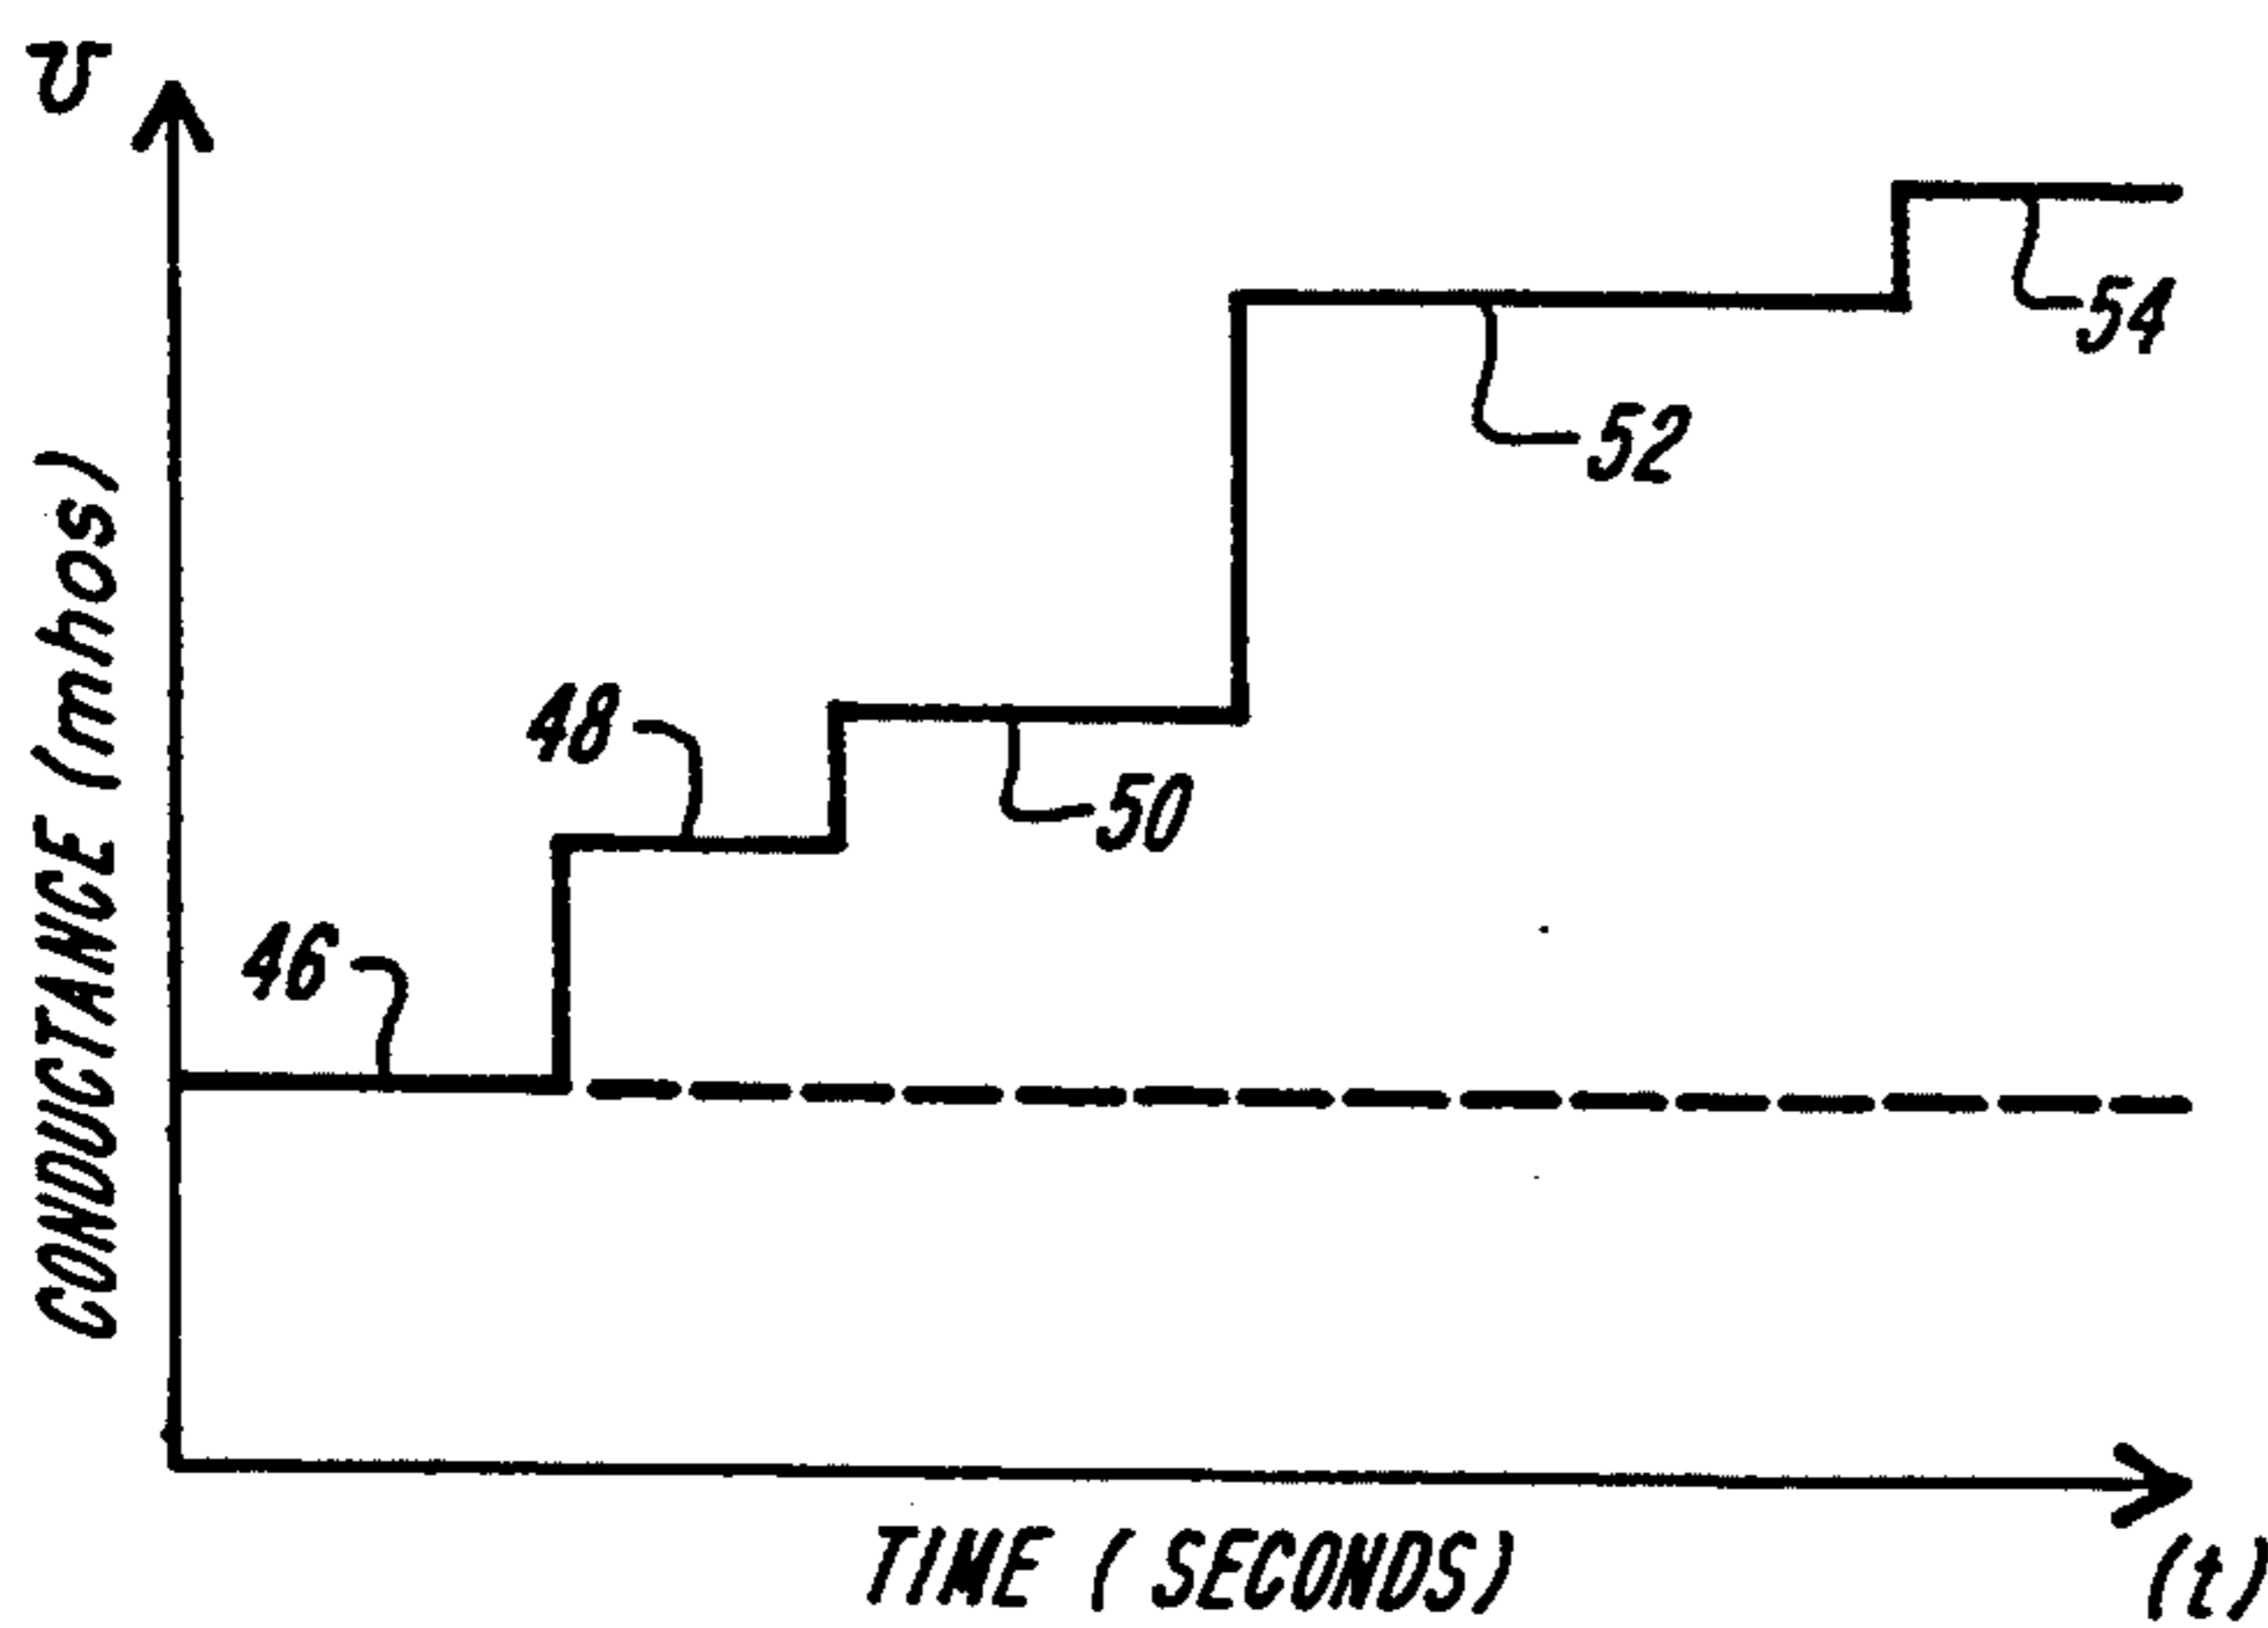 ℧
CONDUCTANCE (mhos)
54
52
48
50
46
TIME (SECONDS)
(t)